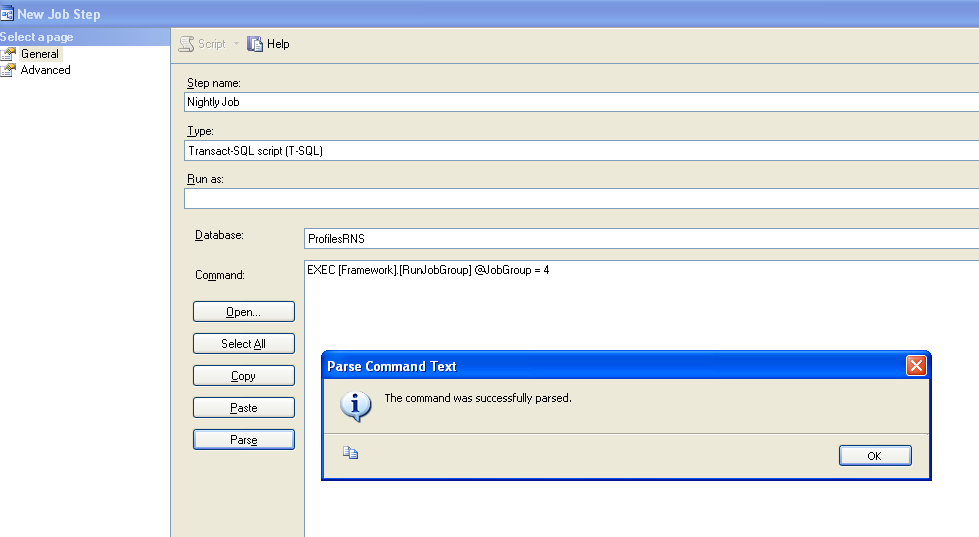 New Job Step
Select a page
General
Advanced
Script
Help
Step name:
Nightly Job
Type:
Transact-SQL script (T-SQL)
Run as:
Database:
ProfilesRNS
Command:
EXEC [Framework].[RunJobGroup] @JobGroup = 4
Open...
Select All
Copy
Paste
Parse
Parse Command Text
The command was successfully parsed.
OK